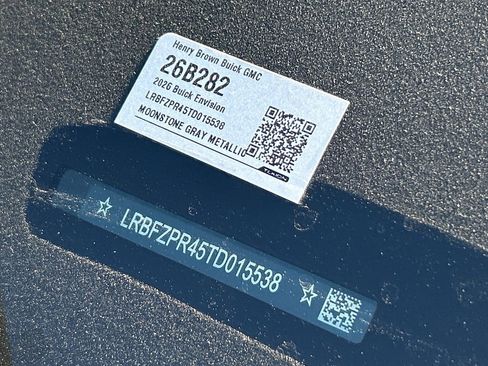 Henry Brown Buick GMC
26B282
2026 Buick Envision
LRBFZPR45TD015538
MOONSTONE GRAY METALLIC
☆ LRBFZPR45TD015538 ☆